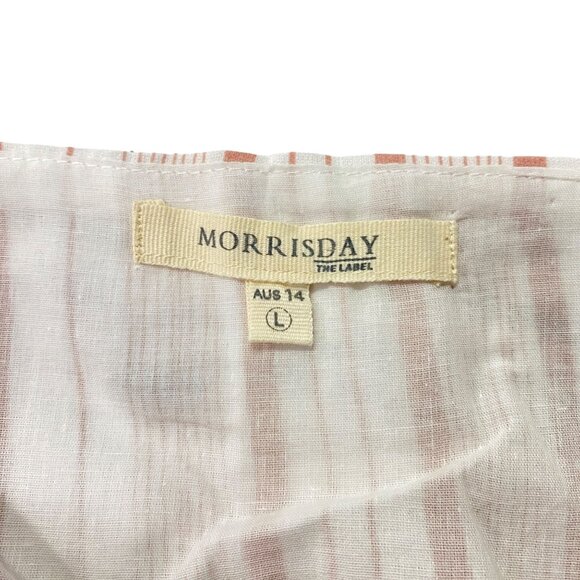 MORRISDAY
THE LABEL
AUS 14
L